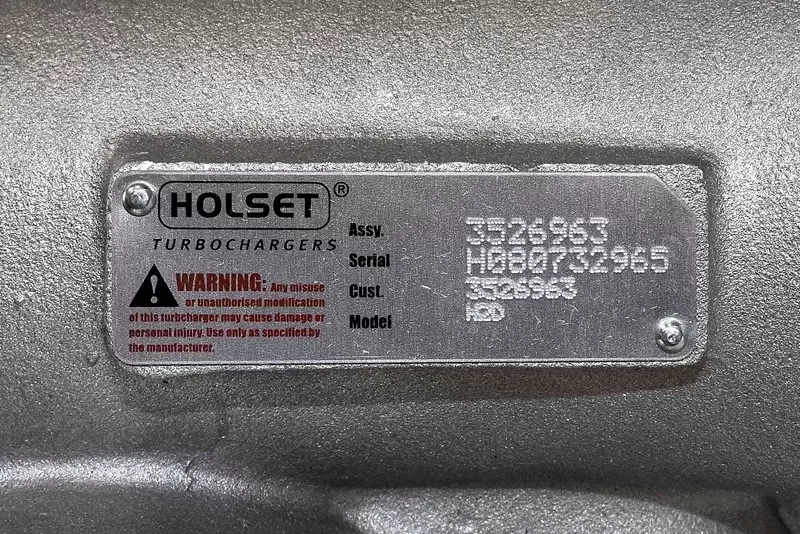 HOLSET®
TURBOCHARGERS
WARNING: Any misuse
or unauthorised modification
of this turbcharger may cause damage or
personal injury. Use only as specified by
the manufacturer.
Assy. 3526963
Serial H080732965
Cust. 3526963
Model H2D